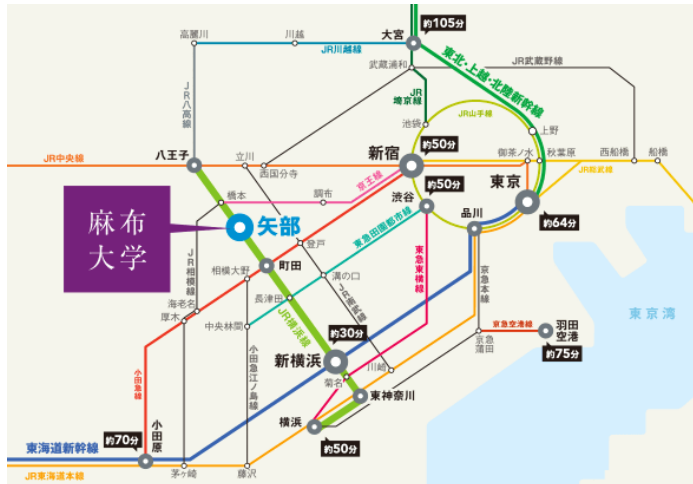 約105分
高麗川
川越
大宮
JR川越線
東北・上越・北陸新幹線
武蔵浦和
JR武蔵野線
JR八高線
JR
埼京線
池袋
JR山手線
上野
約50分
八王子
立川
新宿
御茶ノ水
秋葉原
西船橋
船橋
JR中央線
西国分寺
JR総武線
京王線
約50分
東京
橋本
調布
渋谷
約64分
麻布
大学
矢部
品川
登戸
東急田園都市線
東急東横線
京急本線
JR相模線
町田
相模大野
溝の口
海老名
長津田
JR南武線
厚木
中央林間
JR横浜線
東京湾
約30分
京急空港線
羽田
空港
京急
蒲田
約75分
新横浜
小田急線
小田急江ノ島線
菊名
川崎
東神奈川
約70分
小田原
横浜
約50分
東海道新幹線
JR東海道本線
茅ヶ崎
藤沢